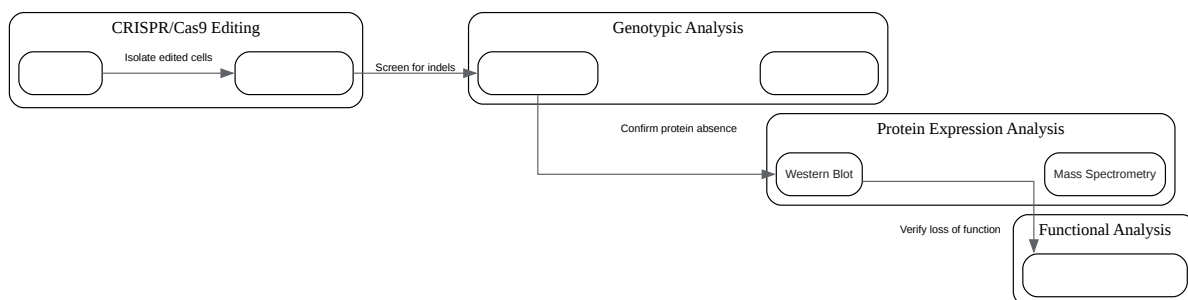 CRISPR/Cas9 Editing
Isolate edited cells
Screen for indels
Genotypic Analysis
Confirm protein absence
Protein Expression Analysis
Western Blot
Mass Spectrometry
Verify loss of function
Functional Analysis